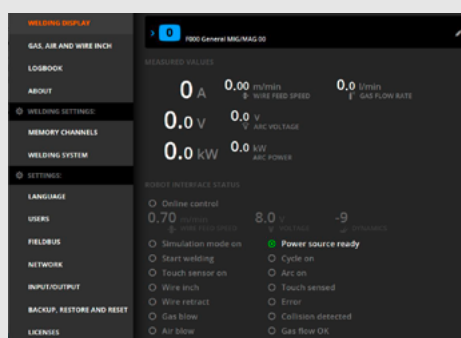 WELDING DISPLAY
GAS, AIR AND WIRE INCH
LOGBOOK
ABOUT
WELDING SETTINGS:
MEMORY CHANNELS
WELDING SYSTEM
SETTINGS:
LANGUAGE
USERS
FIELDBUS
NETWORK
INPUT/OUTPUT
BACKUP, RESTORE AND RESET
LICENSES
> 0 P800 General MIG/MAG 00
MEASURED VALUES
0 A 0.00 m/min 0.0 l/min
WIRE FEED SPEED GAS FLOW RATE
0.0 V 0.0 V
ARC VOLTAGE
0.0 kW 0.0 kW
ARC POWER
ROBOT INTERFACE STATUS
Online control
0.70 m/min 8.0 V -9
WIRE FEED SPEED VOLTAGE DYNAMICS
Simulation mode on Power source ready
Start welding Cycle on
Touch sensor on Arc on
Wire inch Touch sensed
Wire retract Error
Gas blow Collision detected
Air blow Gas flow OK